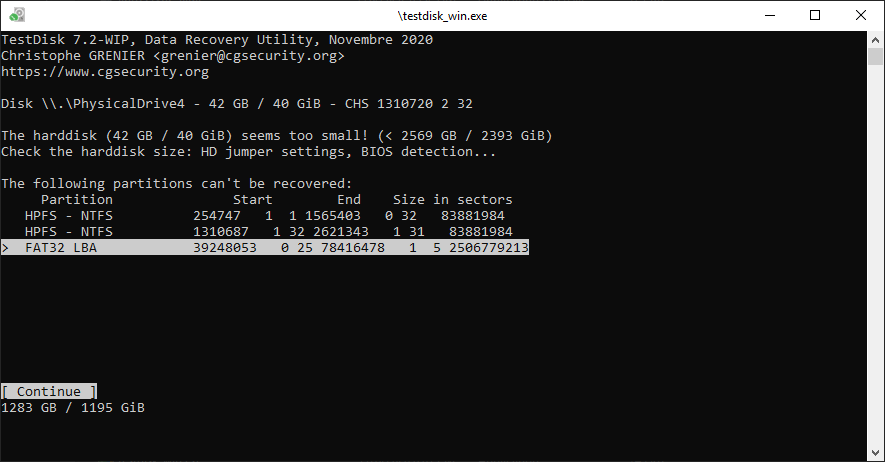 \testdisk_win.exe
TestDisk 7.2-WIP, Data Recovery Utility, Novembre 2020
Christophe GRENIER <grenier@cgsecurity.org>
https://www.cgsecurity.org
Disk \\.\PhysicalDrive4 - 42 GB / 40 GiB - CHS 1310720 2 32
The harddisk (42 GB / 40 GiB) seems too small! (< 2569 GB / 2393 GiB)
Check the harddisk size: HD jumper settings, BIOS detection...
The following partitions can't be recovered:
     Partition               Start        End    Size in sectors
   HPFS - NTFS          254747   1  1 1565403   0 32   83881984
   HPFS - NTFS          1310687   1 32 2621343   1 31   83881984
>  FAT32 LBA            39248053   0 25 78416478   1  5 2506779213
[ Continue ]
1283 GB / 1195 GiB